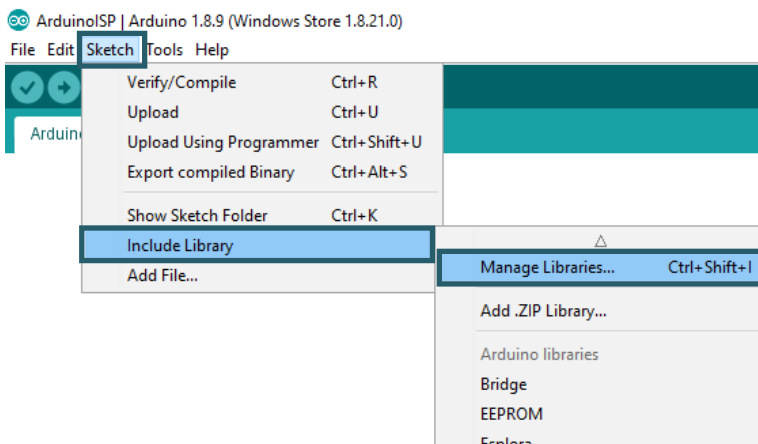 ArduinoISP | Arduino 1.8.9 (Windows Store 1.8.21.0)
File Edit Sketch Tools Help
Verify/Compile Ctrl+R
Upload Ctrl+U
Upload Using Programmer Ctrl+Shift+U
Export compiled Binary Ctrl+Alt+S
Show Sketch Folder Ctrl+K
Include Library
Add File...
Manage Libraries... Ctrl+Shift+I
Add .ZIP Library...
Arduino libraries
Bridge
EEPROM